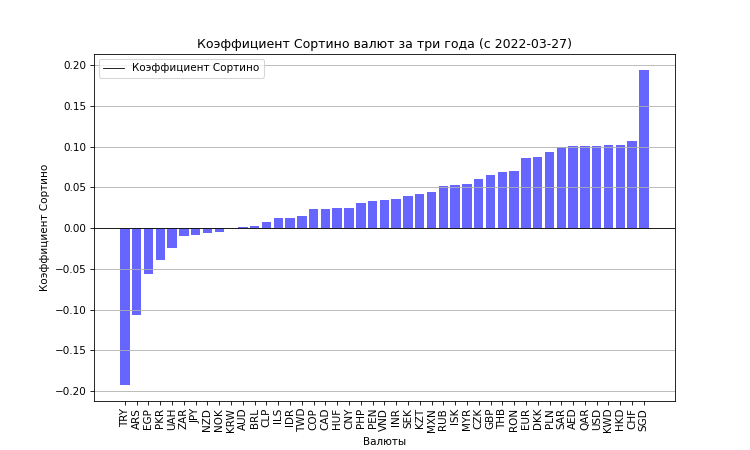 Коэффициент Сортино валют за три года (с 2022-03-27)
Коэффициент Сортино
0.20
0.15
0.10
0.05
0.00
−0.05
−0.10
−0.15
−0.20
Коэффициент Сортино
TRY
ARS
EGP
PKR
UAH
ZAR
JPY
NZD
NOK
KRW
AUD
BRL
CLP
ILS
IDR
TWD
COP
CAD
HUF
CNY
PHP
PEN
VND
INR
SEK
KZT
MXN
RUB
ISK
MYR
CZK
GBP
THB
RON
EUR
DKK
PLN
SAR
AED
QAR
USD
KWD
HKD
CHF
SGD
Валюты